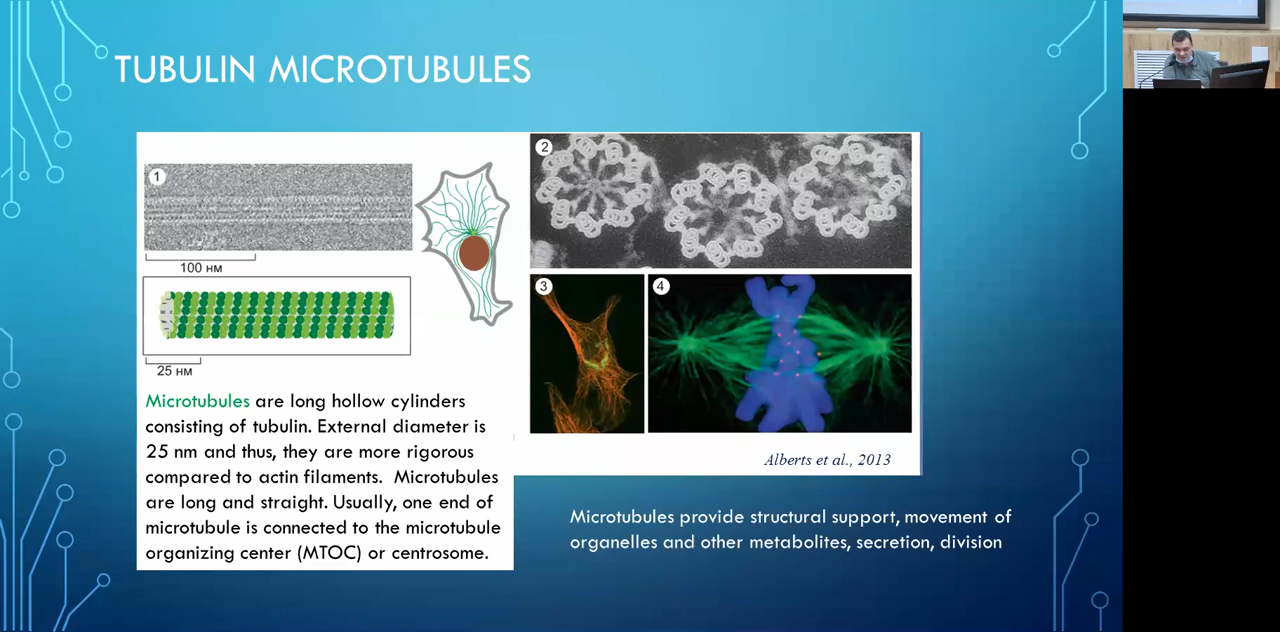 TUBULIN MICROTUBULES
1
100 нм
25 нм
Microtubules are long hollow cylinders
consisting of tubulin. External diameter is
25 nm and thus, they are more rigorous
compared to actin filaments. Microtubules
are long and straight. Usually, one end of
microtubule is connected to the microtubule
organizing center (MTOC) or centrosome.
2
3
4
Alberts et al., 2013
Microtubules provide structural support, movement of
organelles and other metabolites, secretion, division